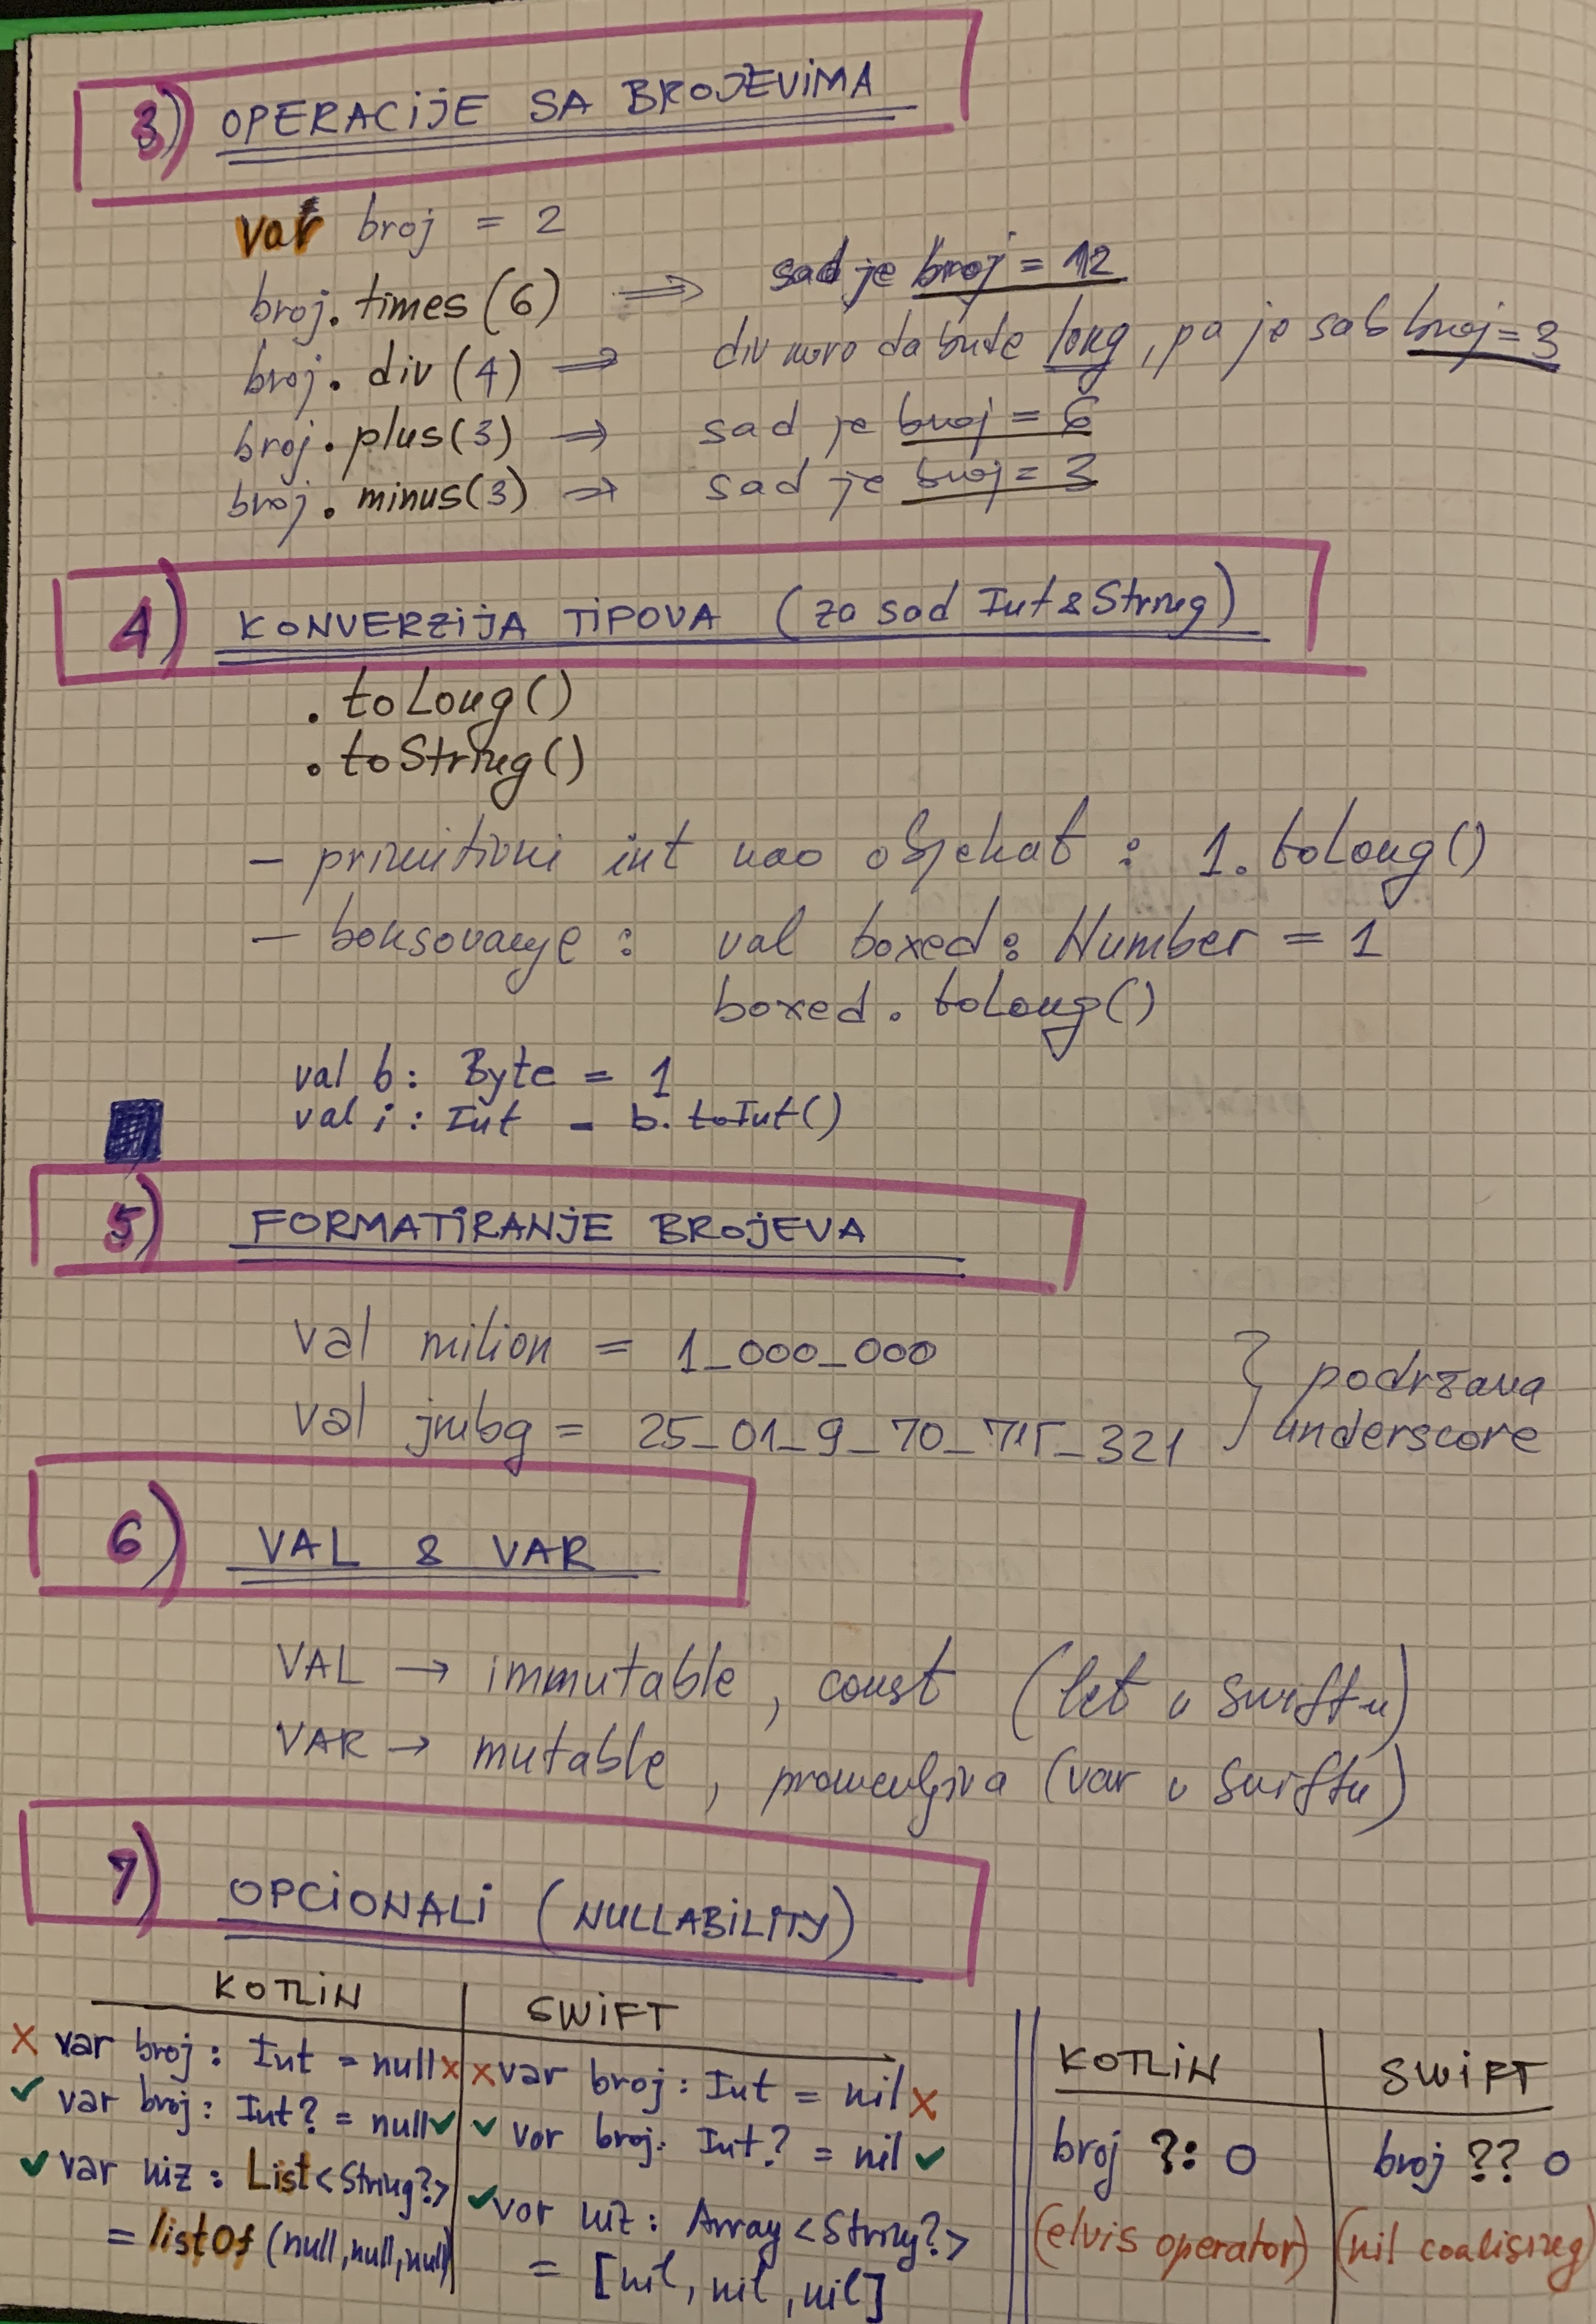 3) OPERACIJE SA BROJEVIMA
var broj = 2
broj.times(6) => sad je broj = 12
broj.div(4) => div mora da bude long, pa je sad broj = 3
broj.plus(3) => sad je broj = 6
broj.minus(3) => sad je broj = 3
4) KONVERZIJA TIPOVA (za sad Int & String)
.toLong()
.toString()
- primitivni int kao objekat : 1.toLong()
- boksovanje : val boxed: Number = 1
boxed.toLong()
val b: Byte = 1
val i: Int = b.toInt()
5) FORMATIRANJE BROJEVA
val milion = 1_000_000
val jmbg = 25_01_9_70_715_321 } podrzana underscore
6) VAL & VAR
VAL → immutable, const (let u swiftu)
VAR → mutable, promenljiva (var u swiftu)
7) OPCIONALI (NULLABILITY)
KOTLIN | SWIFT
x var broj: Int = null x | x var broj: Int = nil x
✓ var broj: Int? = null ✓ | ✓ var broj: Int? = nil ✓
✓ var niz: List<String?> | ✓ var niz: Array<String?>
= listOf(null,null,null) | = [nil, nil, nil]
KOTLIN | SWIFT
broj ?: 0 | broj ?? 0
(elvis operator) | (nil coalising)